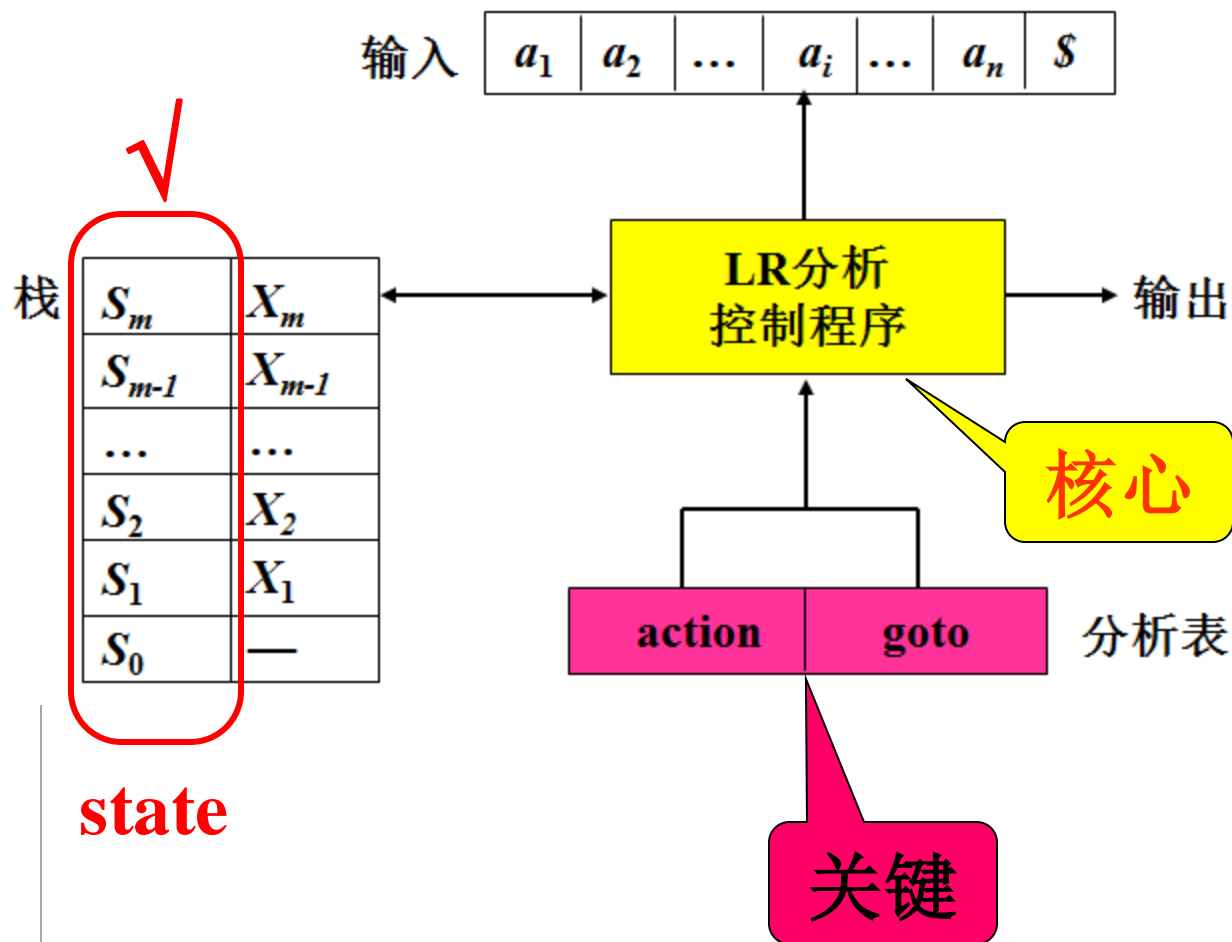 输入 a1 a2 … ai … an $
√
LR分析
控制程序
输出
栈
Sm Xm
Sm-1 Xm-1
… …
S2 X2
S1 X1
S0 —
核心
action goto
分析表
state
关键